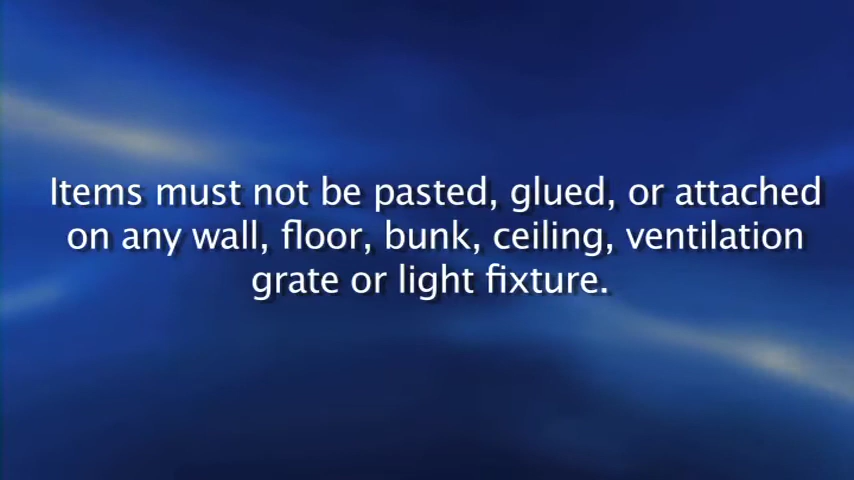 Items must not be pasted, glued, or attached
on any wall, floor, bunk, ceiling, ventilation
grate or light fixture.